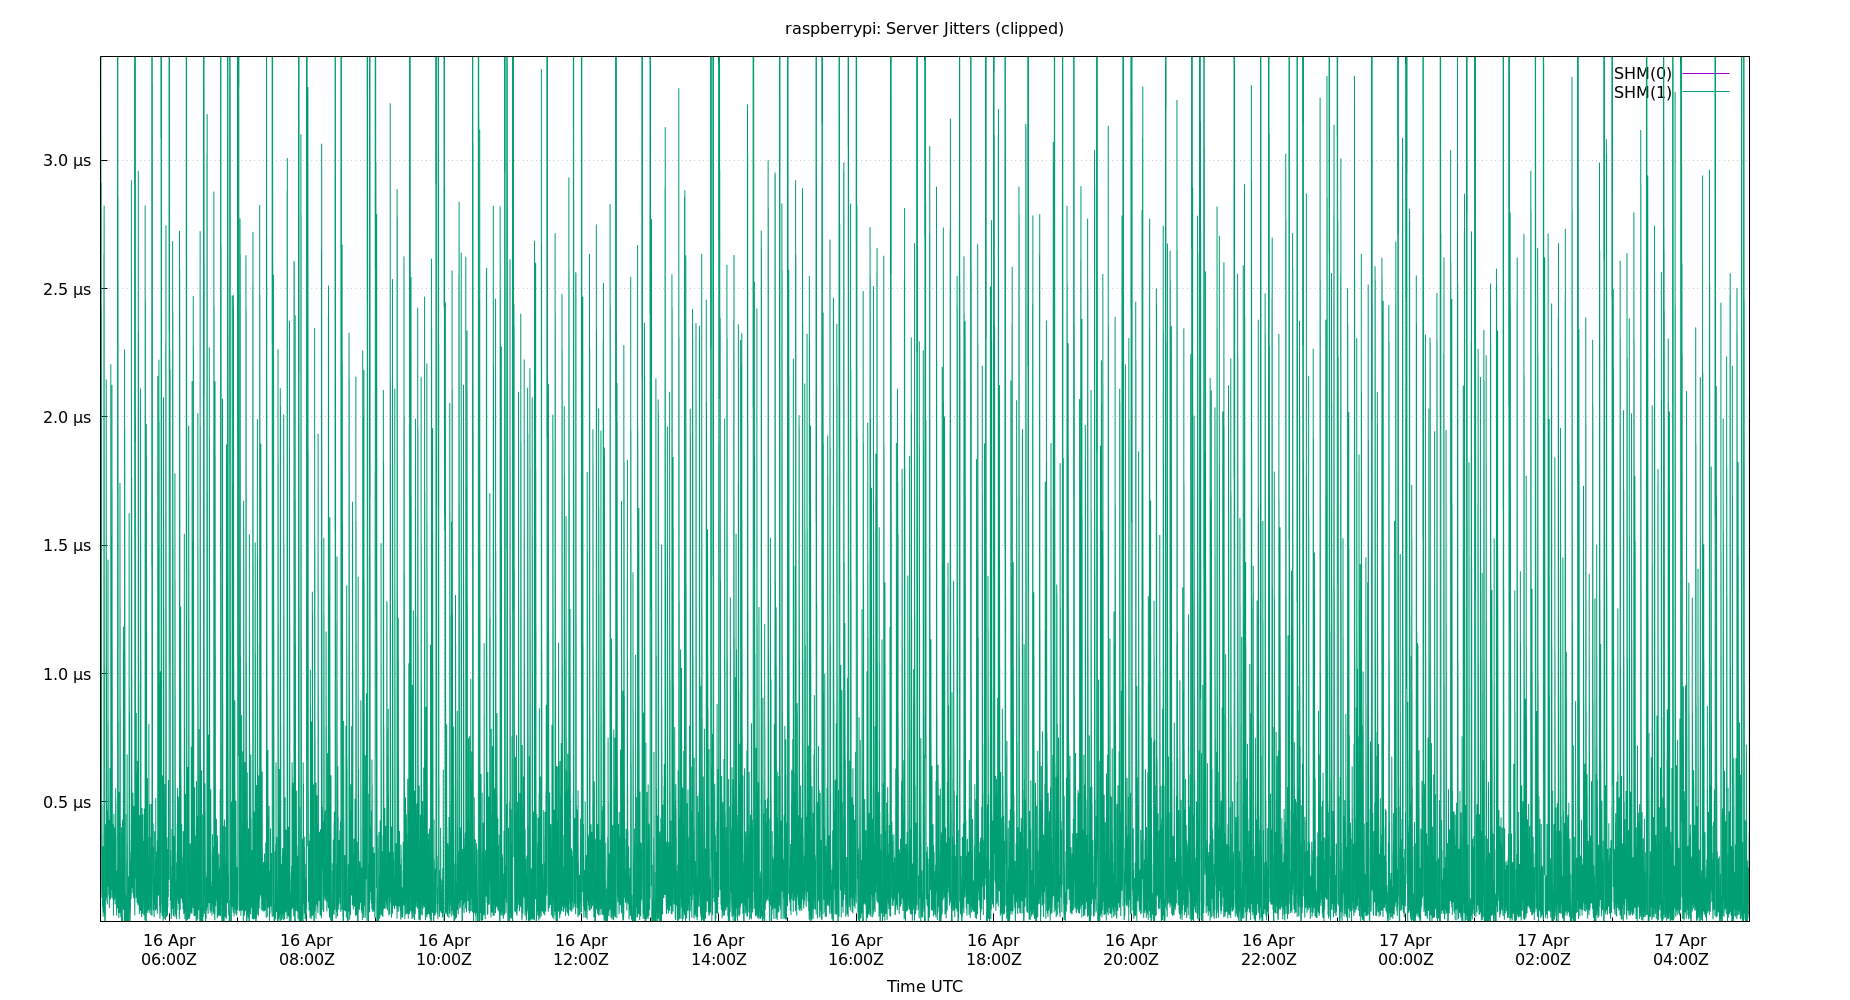 raspberrypi: Server Jitters (clipped)
SHM(0)
SHM(1)
3.0 µs
2.5 µs
2.0 µs
1.5 µs
1.0 µs
0.5 µs
16 Apr 16 Apr 16 Apr 16 Apr 16 Apr 16 Apr 16 Apr 16 Apr 16 Apr 17 Apr 17 Apr 17 Apr
06:00Z 08:00Z 10:00Z 12:00Z 14:00Z 16:00Z 18:00Z 20:00Z 22:00Z 00:00Z 02:00Z 04:00Z
Time UTC